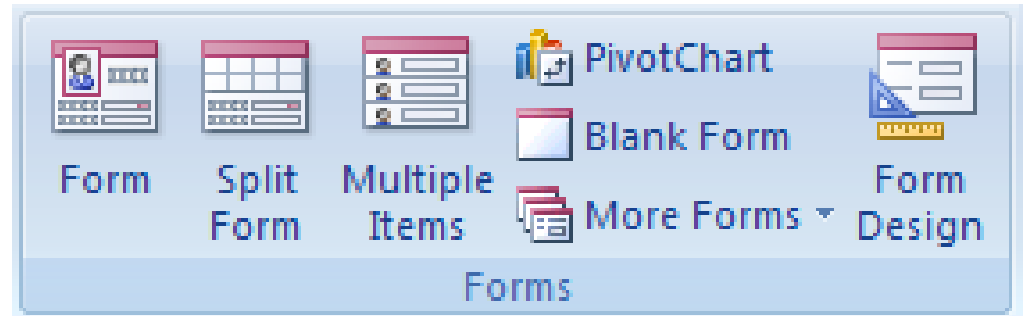 Form
Split
Form
Multiple
Items
PivotChart
Blank Form
More Forms
Form
Design
Forms